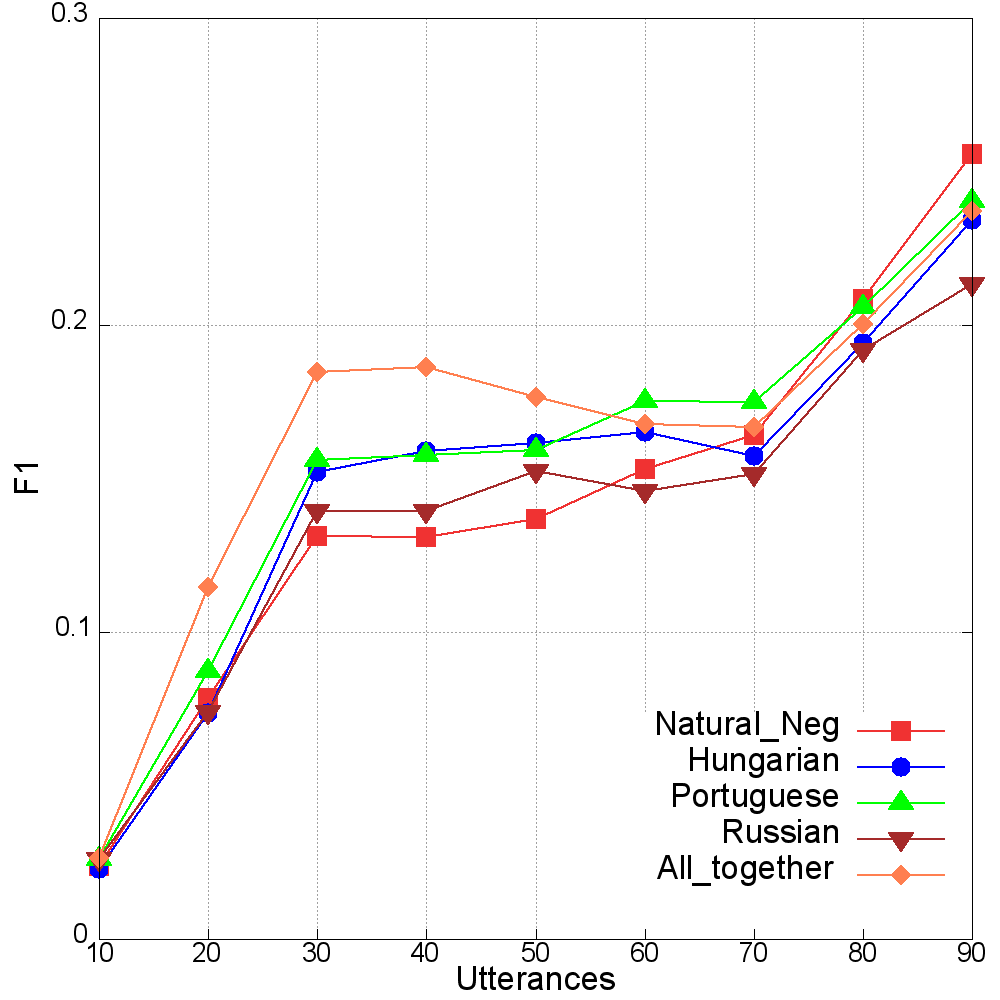 0.3
0.2
0.1
0
F1
10 20 30 40 50 60 70 80 90
Utterances
Natural_Neg
Hungarian
Portuguese
Russian
All_together